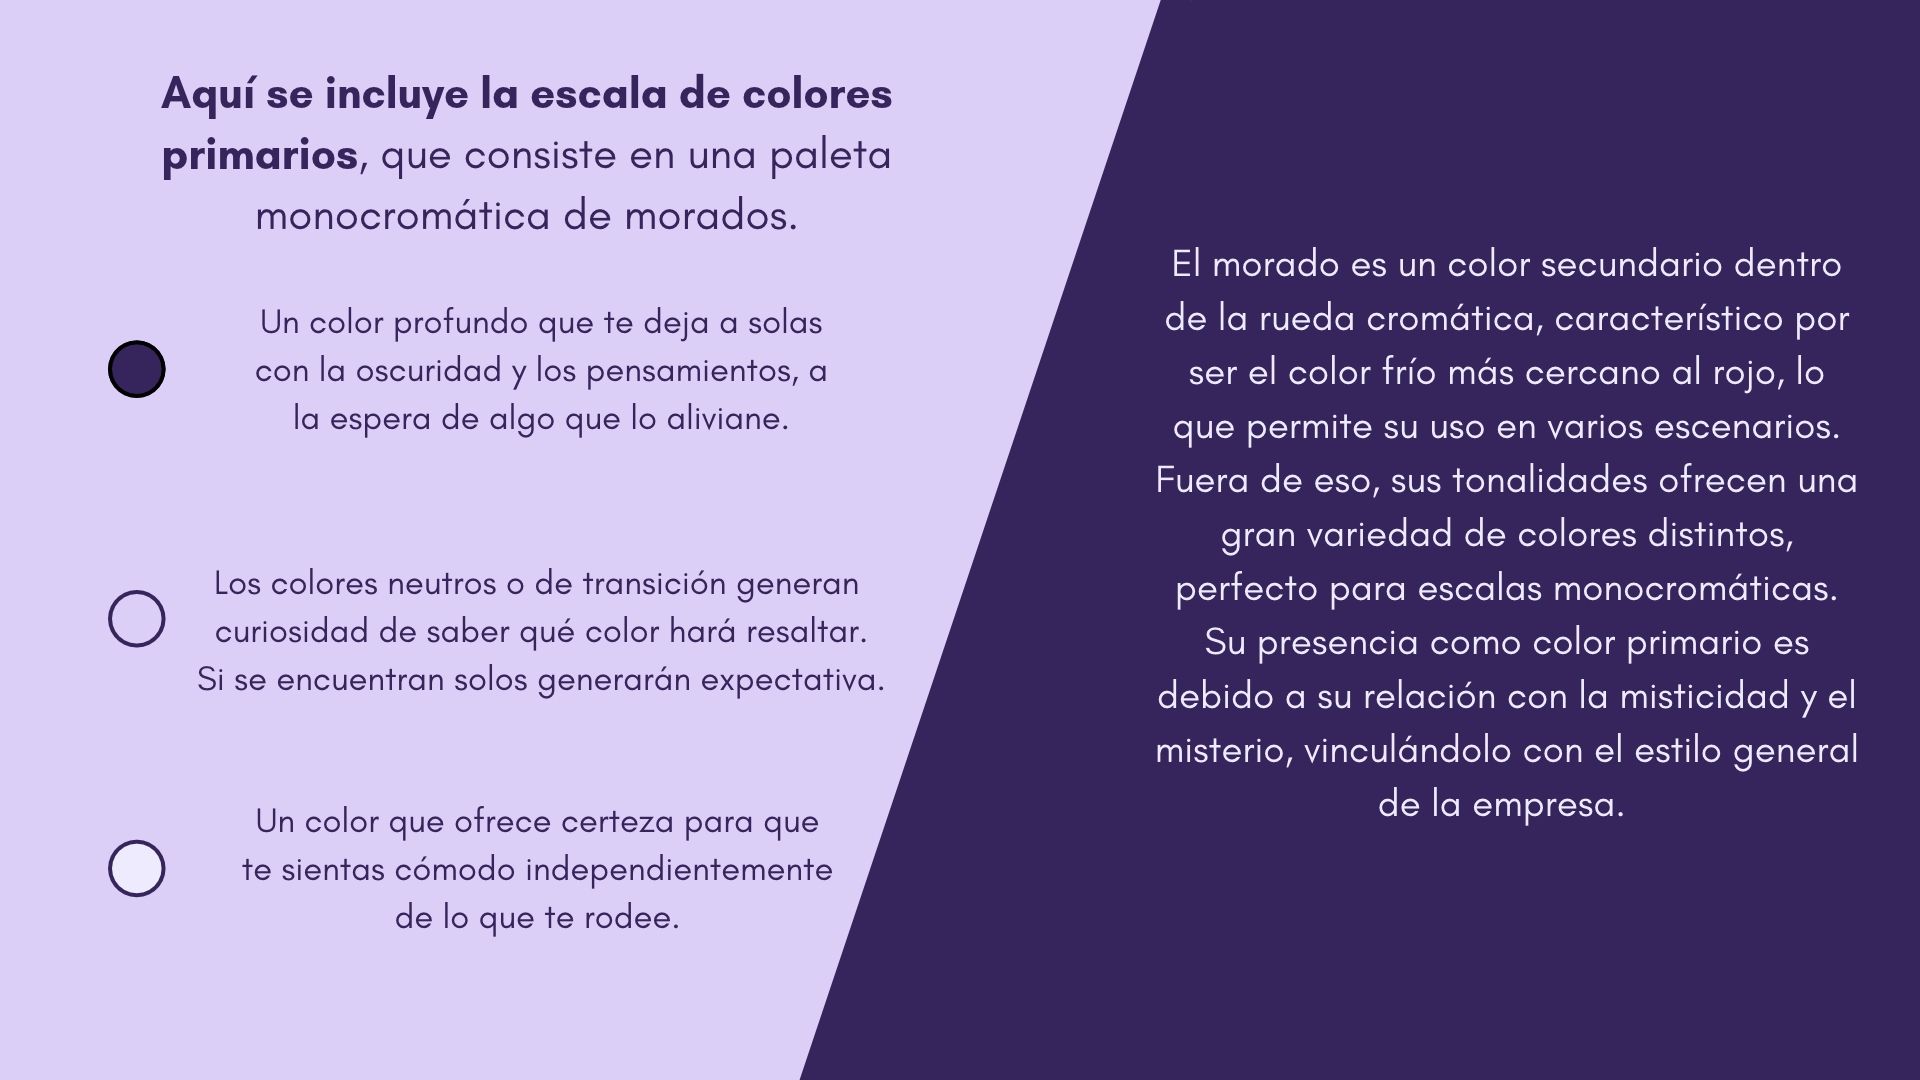 Aquí se incluye la escala de colores
primarios, que consiste en una paleta
monocromática de morados.
Un color profundo que te deja a solas
con la oscuridad y los pensamientos, a
la espera de algo que lo aliviane.
Los colores neutros o de transición generan
curiosidad de saber qué color hará resaltar.
Si se encuentran solos generarán expectativa.
Un color que ofrece certeza para que
te sientas cómodo independientemente
de lo que te rodee.
El morado es un color secundario dentro
de la rueda cromática, característico por
ser el color frío más cercano al rojo, lo
que permite su uso en varios escenarios.
Fuera de eso, sus tonalidades ofrecen una
gran variedad de colores distintos,
perfecto para escalas monocromáticas.
Su presencia como color primario es
debido a su relación con la misticidad y el
misterio, vinculándolo con el estilo general
de la empresa.